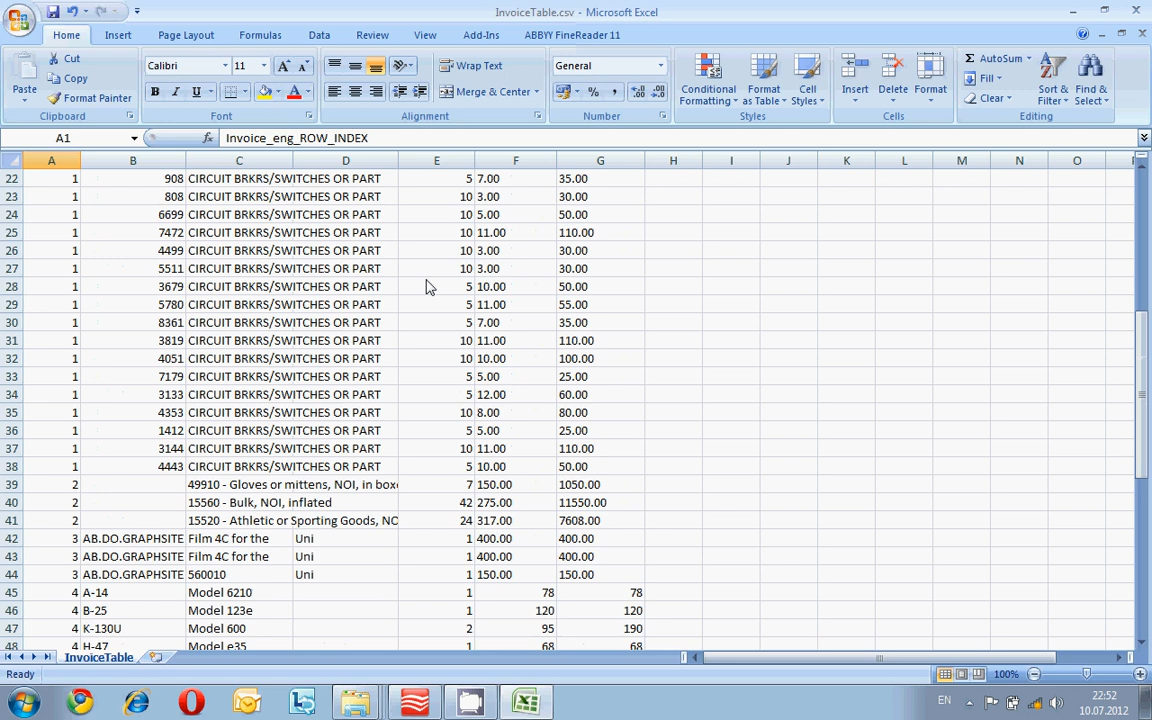 InvoiceTable.csv - Microsoft Excel
Home Insert Page Layout Formulas Data Review View Add-Ins ABBYY FineReader 11
Paste Cut Copy Format Painter Clipboard
Calibri 11 A A B I U A Font
Wrap Text Merge & Center Alignment
General % , Number
Conditional Formatting Format as Table Cell Styles Styles
Insert Delete Format Cells
Σ AutoSum Fill Clear Sort & Filter Find & Select Editing
A1 fx Invoice_eng_ROW_INDEX
A B C D E F G H I J K L M N O
22 1 908 CIRCUIT BRKRS/SWITCHES OR PART 5 7.00 35.00
23 1 808 CIRCUIT BRKRS/SWITCHES OR PART 10 3.00 30.00
24 1 6699 CIRCUIT BRKRS/SWITCHES OR PART 10 5.00 50.00
25 1 7472 CIRCUIT BRKRS/SWITCHES OR PART 10 11.00 110.00
26 1 4499 CIRCUIT BRKRS/SWITCHES OR PART 10 3.00 30.00
27 1 5511 CIRCUIT BRKRS/SWITCHES OR PART 10 3.00 30.00
28 1 3679 CIRCUIT BRKRS/SWITCHES OR PART 5 10.00 50.00
29 1 5780 CIRCUIT BRKRS/SWITCHES OR PART 5 11.00 55.00
30 1 8361 CIRCUIT BRKRS/SWITCHES OR PART 5 7.00 35.00
31 1 3819 CIRCUIT BRKRS/SWITCHES OR PART 10 11.00 110.00
32 1 4051 CIRCUIT BRKRS/SWITCHES OR PART 10 10.00 100.00
33 1 7179 CIRCUIT BRKRS/SWITCHES OR PART 5 5.00 25.00
34 1 3133 CIRCUIT BRKRS/SWITCHES OR PART 5 12.00 60.00
35 1 4353 CIRCUIT BRKRS/SWITCHES OR PART 10 8.00 80.00
36 1 1412 CIRCUIT BRKRS/SWITCHES OR PART 5 5.00 25.00
37 1 3144 CIRCUIT BRKRS/SWITCHES OR PART 10 11.00 110.00
38 1 4443 CIRCUIT BRKRS/SWITCHES OR PART 5 10.00 50.00
39 2 49910 - Gloves or mittens, NOI, in boxe 7 150.00 1050.00
40 2 15560 - Bulk, NOI, inflated 42 275.00 11550.00
41 2 15520 - Athletic or Sporting Goods, NO 24 317.00 7608.00
42 3 AB.DO.GRAPHSITE Film 4C for the Uni 1 400.00 400.00
43 3 AB.DO.GRAPHSITE Film 4C for the Uni 1 400.00 400.00
44 3 AB.DO.GRAPHSITE 560010 Uni 1 150.00 150.00
45 4 A-14 Model 6210 1 78 78
46 4 B-25 Model 123e 1 120 120
47 4 K-130U Model 600 2 95 190
48 4 H-47 Model e35 1 68 68
InvoiceTable
Ready 100%
EN 22:52
10.07.2012